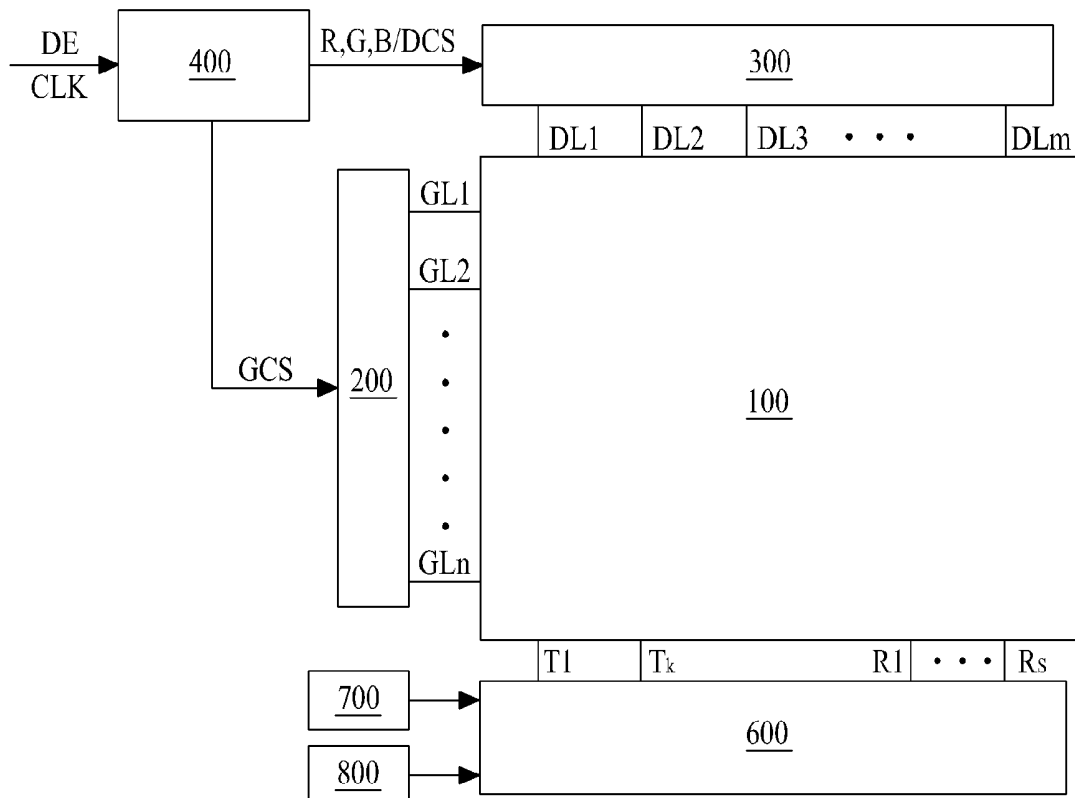 DE
CLK
400
R,G,B/DCS
300
DL1 DL2 DL3 • • • DLm
GL1
GL2
GCS
200
100
GLn
T1 Tk R1 • • • Rs
700
600
800